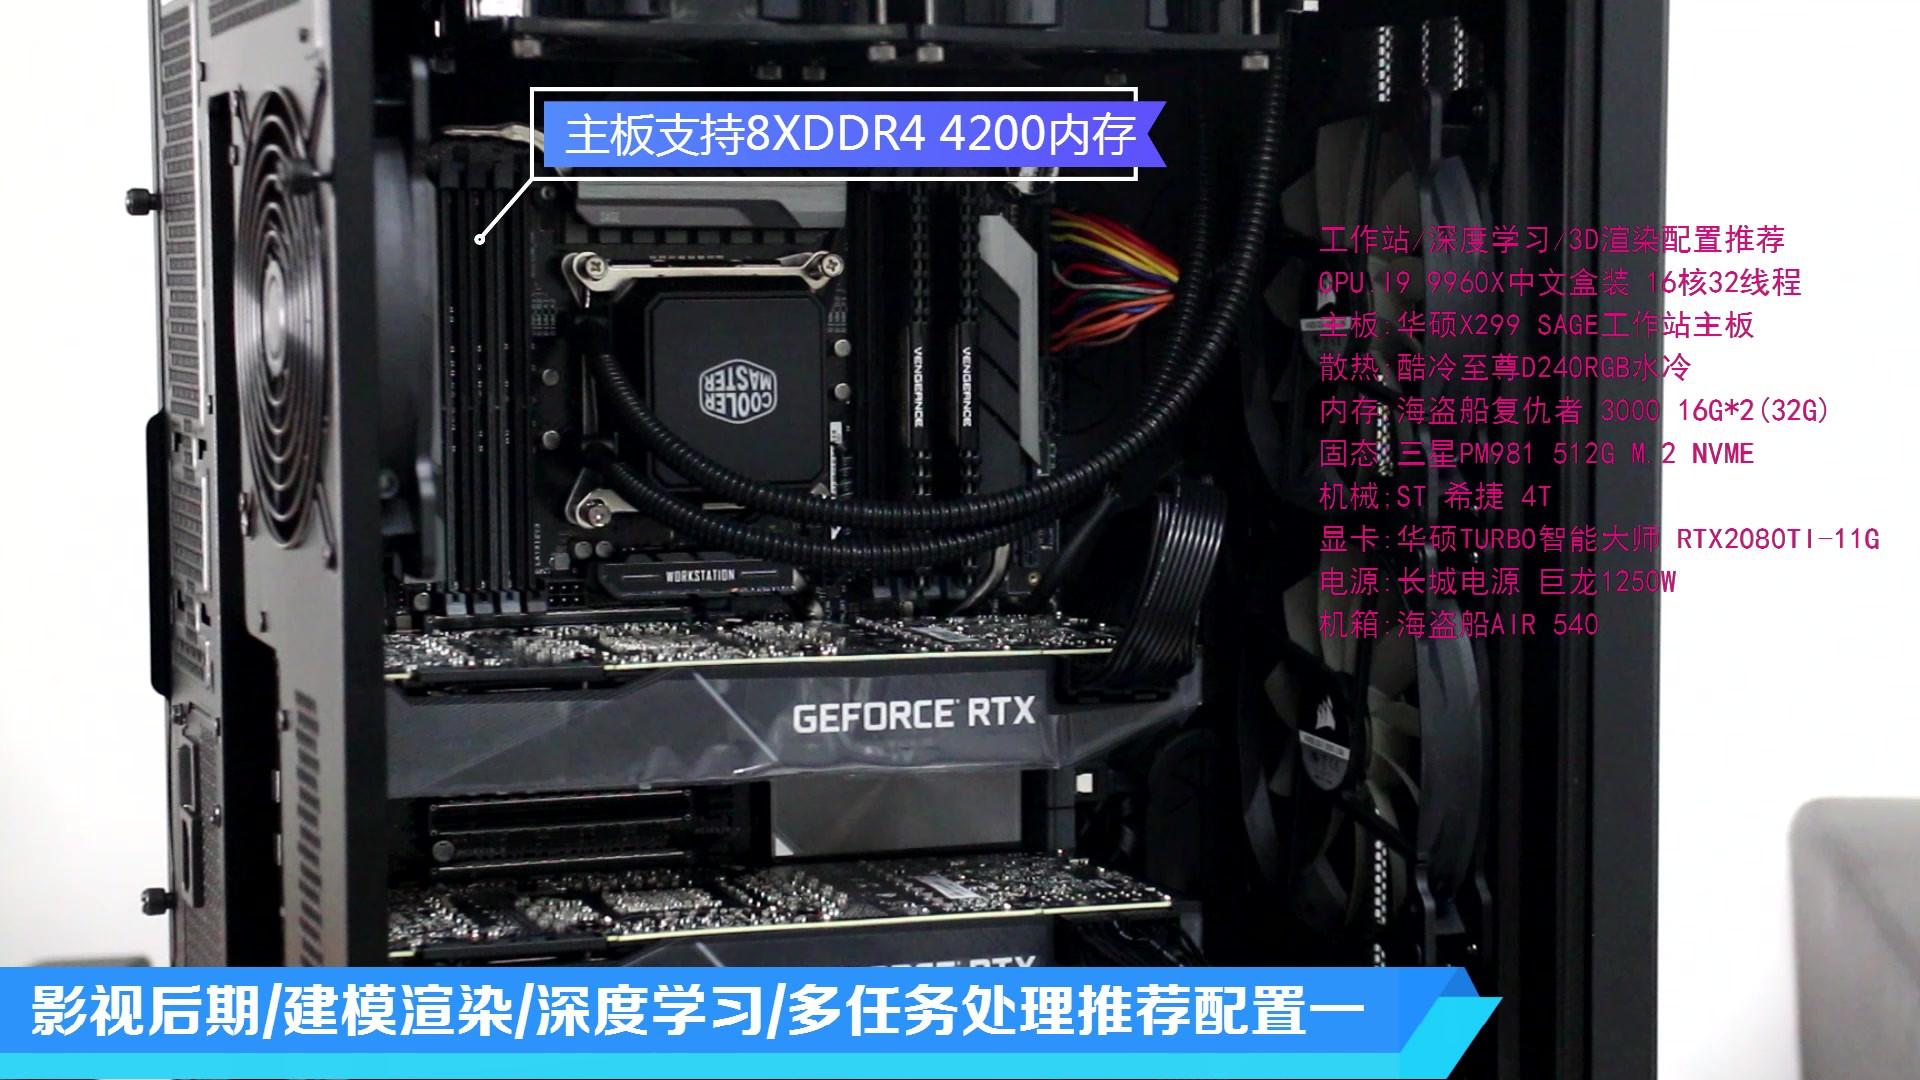 主板支持8XDDR4 4200内存
SAGE
工作站/深度学习/3D渲染配置推荐
CPU I9 9960X中文盒装 16核32线程
主板:华硕X299 SAGE工作站主板
散热:酷冷至尊D240RGB水冷
内存:海盗船复仇者 3000 16G*2(32G)
固态:三星PM981 512G M.2 NVME
机械;ST 希捷 4T
显卡:华硕TURBO智能大师 RTX2080TI-11G
电源:长城电源 巨龙1250W
机箱:海盗船AIR 540
COOLER
MASTER
VENGEANCE
VENGEANCE
WORKSTATION
GEFORCE RTX
GEFORCE RTX
影视后期/建模渲染/深度学习/多任务处理推荐配置一